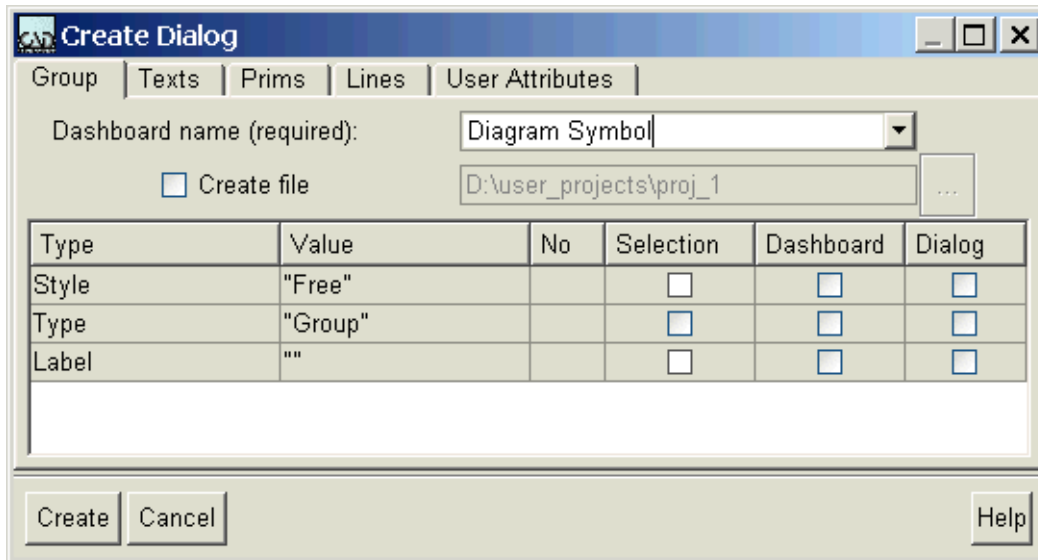 CAD Create Dialog
Group Texts Prims Lines User Attributes
Dashboard name (required): Diagram Symbol
Create file D:\user_projects\proj_1 ...
Type Value No Selection Dashboard Dialog
Style "Free"
Type "Group"
Label ""
Create Cancel Help